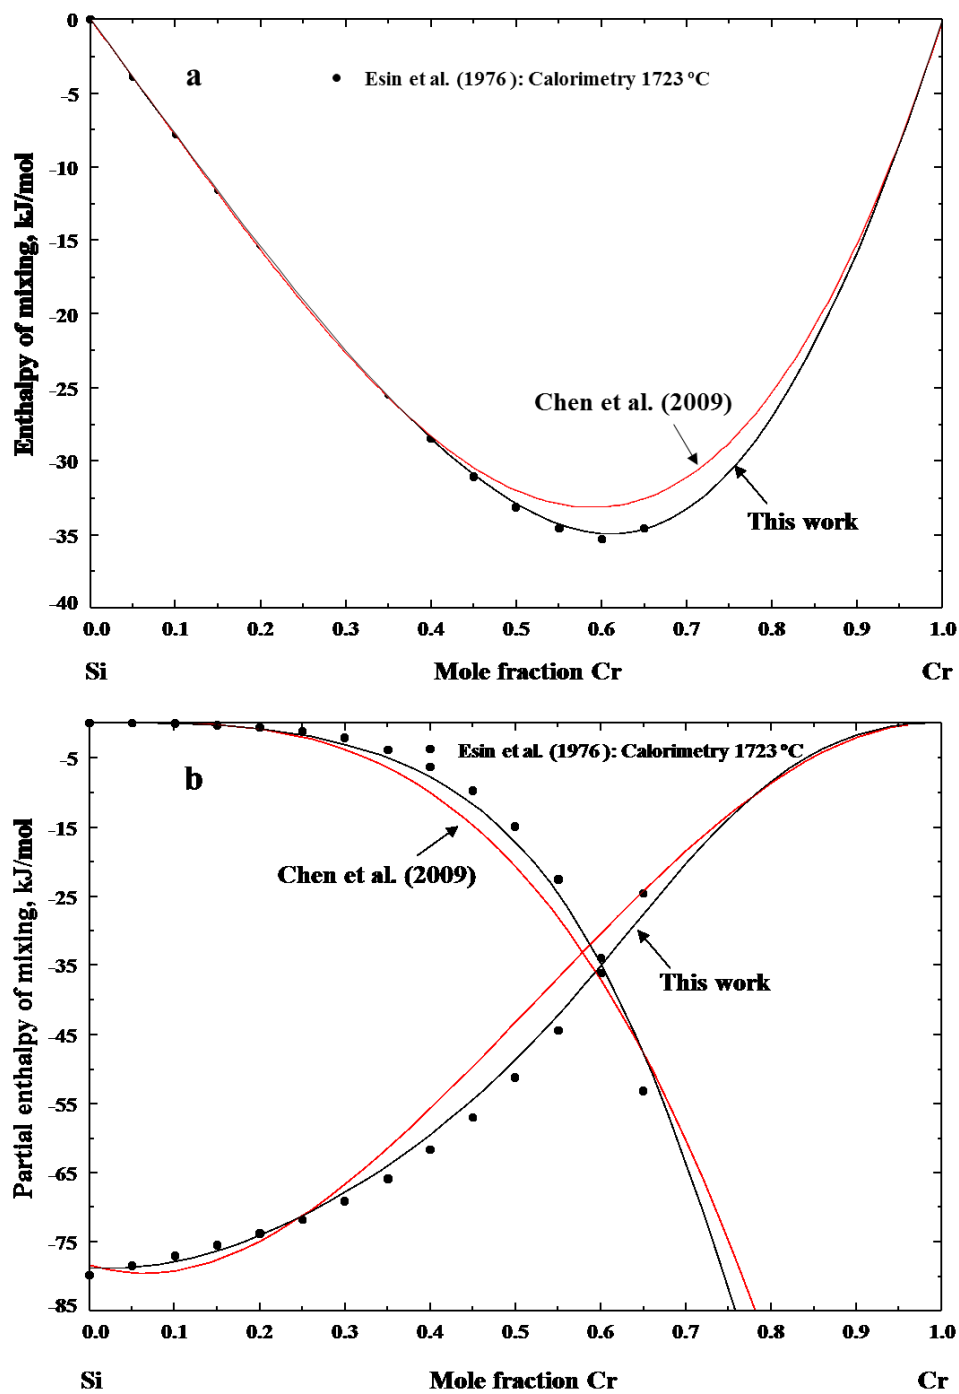 0
a
Esin et al. (1976): Calorimetry 1723 ºC
-5
-10
-15
-20
-25
-30
-35
-40
Enthalpy of mixing, kJ/mol
Chen et al. (2009)
This work
0.0 0.1 0.2 0.3 0.4 0.5 0.6 0.7 0.8 0.9 1.0
Si Mole fraction Cr Cr
b
Esin et al. (1976): Calorimetry 1723 ºC
-5
-15
-25
-35
-45
-55
-65
-75
-85
Partial enthalpy of mixing, kJ/mol
Chen et al. (2009)
This work
0.0 0.1 0.2 0.3 0.4 0.5 0.6 0.7 0.8 0.9 1.0
Si Mole fraction Cr Cr